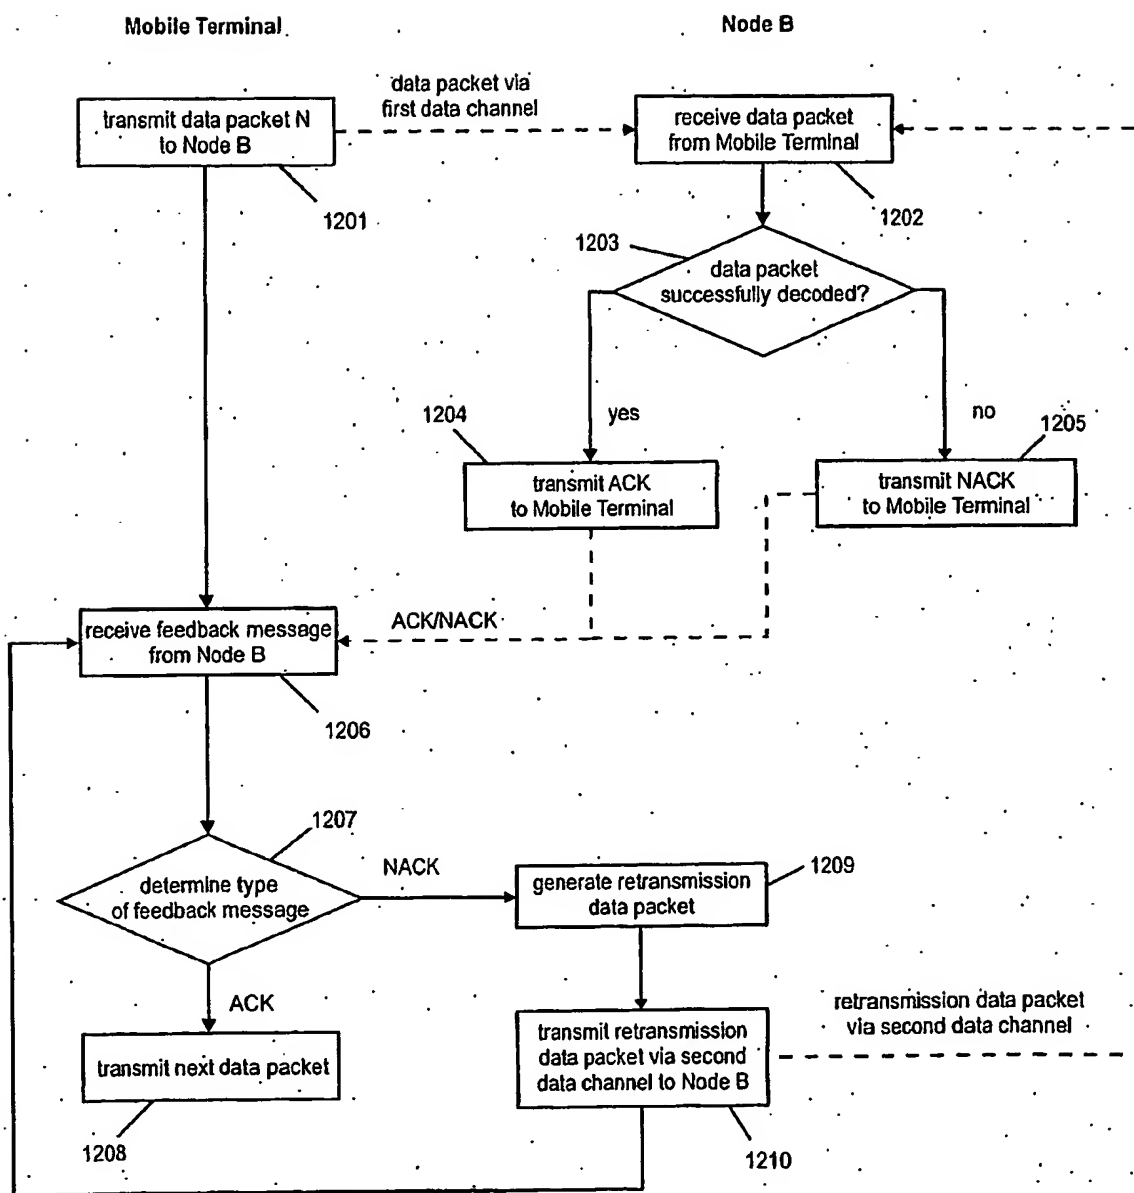 Mobile Terminal
Node B
data packet via
first data channel
transmit data packet N
to Node B
receive data packet
from Mobile Terminal
1201
1202
1203
data packet
successfully decoded?
1204
yes
no
1205
transmit ACK
to Mobile Terminal
transmit NACK
to Mobile Terminal
receive feedback message
from Node B
ACK/NACK
1206
1207
NACK
determine type
of feedback message
generate retransmission
data packet
1209
ACK
retransmission data packet
via second data channel
transmit next data packet
transmit retransmission
data packet via second
data channel to Node B
1208
1210